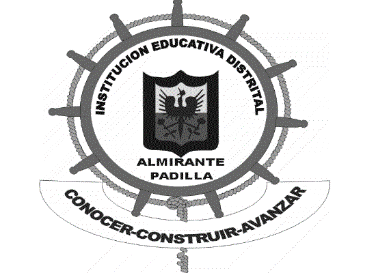 INSTITUCION EDUCATIVA DISTRITAL
ALMIRANTE
PADILLA
CONOCER-CONSTRUIR-AVANZAR